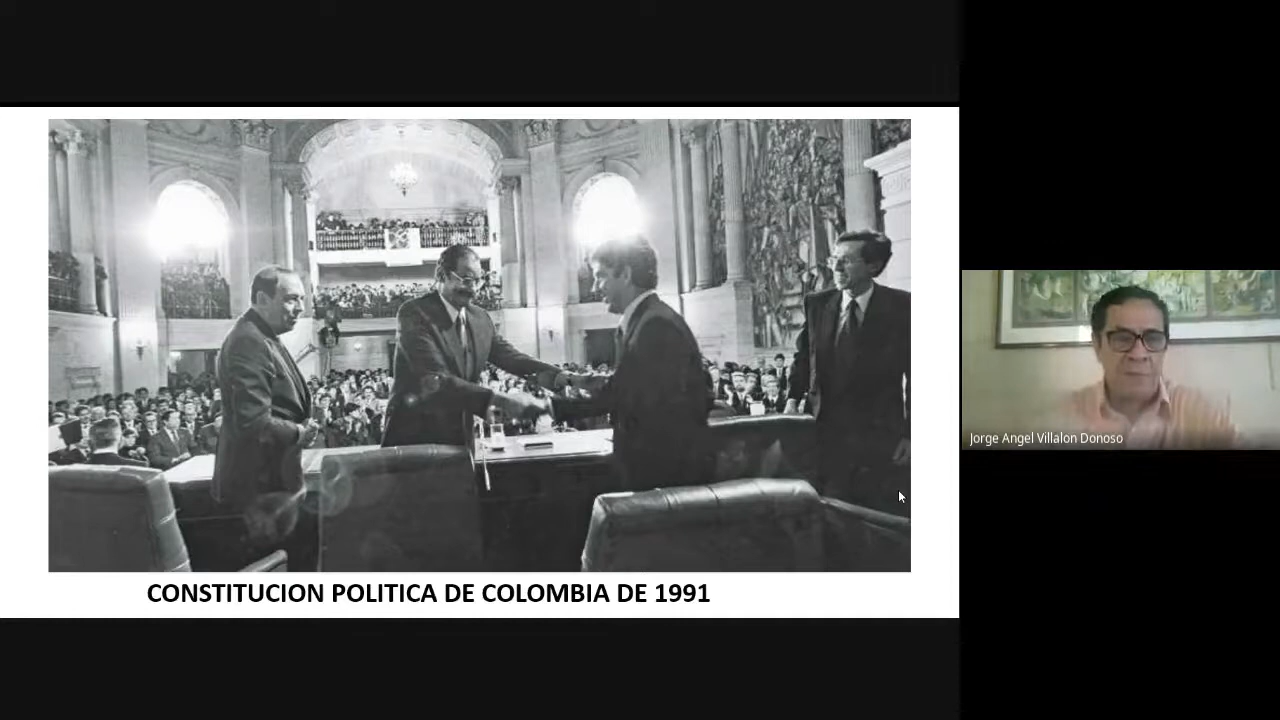 CONSTITUCION POLITICA DE COLOMBIA DE 1991
Jorge Angel Villalon Donoso